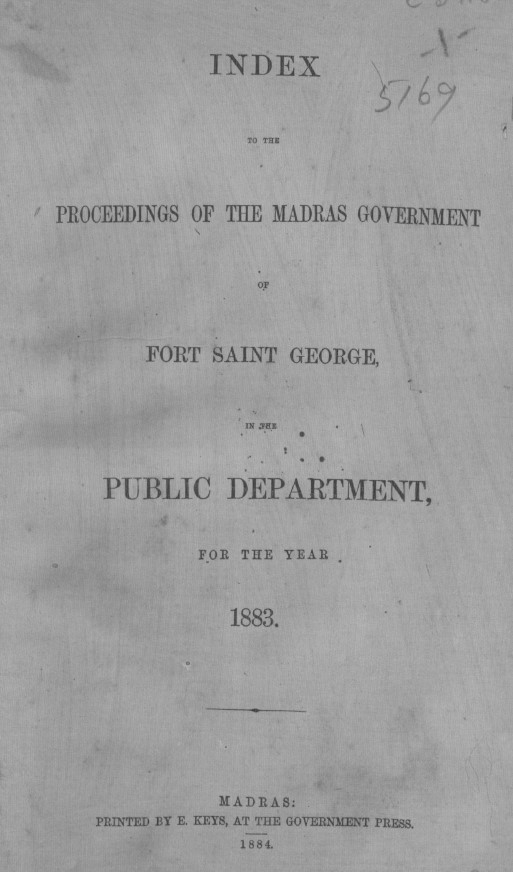 INDEX
5169
TO THE
PROCEEDINGS OF THE MADRAS GOVERNMENT
OF
FORT SAINT GEORGE,
IN THE
PUBLIC DEPARTMENT,
FOR THE YEAR
1883.
MADRAS:
PRINTED BY E. KEYS, AT THE GOVERNMENT PRESS.
1884.